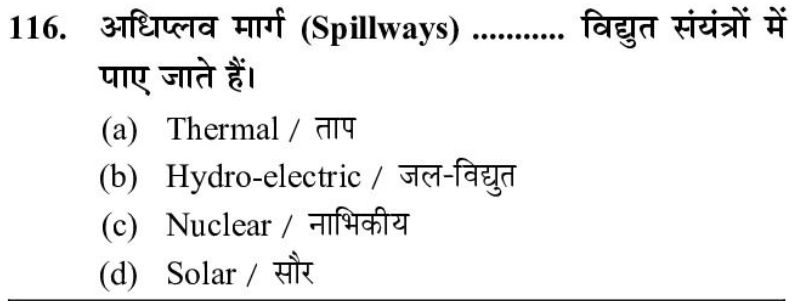 116. अधिप्लव मार्ग (Spillways) ............ विद्युत संयंत्रों में
पाए जाते हैं।
(a) Thermal / ताप
(b) Hydro-electric / जल-विद्युत
(c) Nuclear / नाभिकीय
(d) Solar / सौर